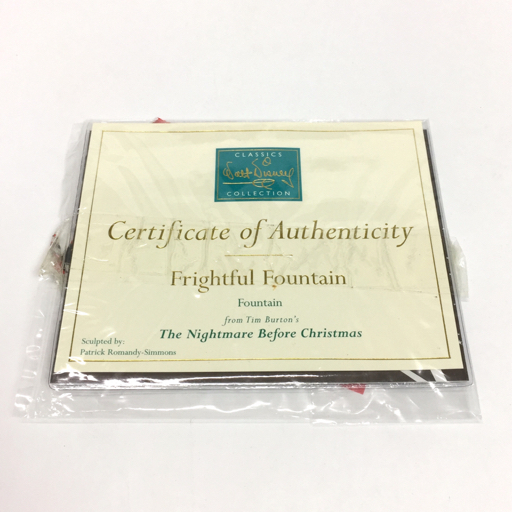 CLASSICS
Walt Disney
COLLECTION
Certificate of Authenticity
Frightful Fountain
Fountain
from Tim Burton's
The Nightmare Before Christmas
Sculpted by:
Patrick Romandy-Simmons